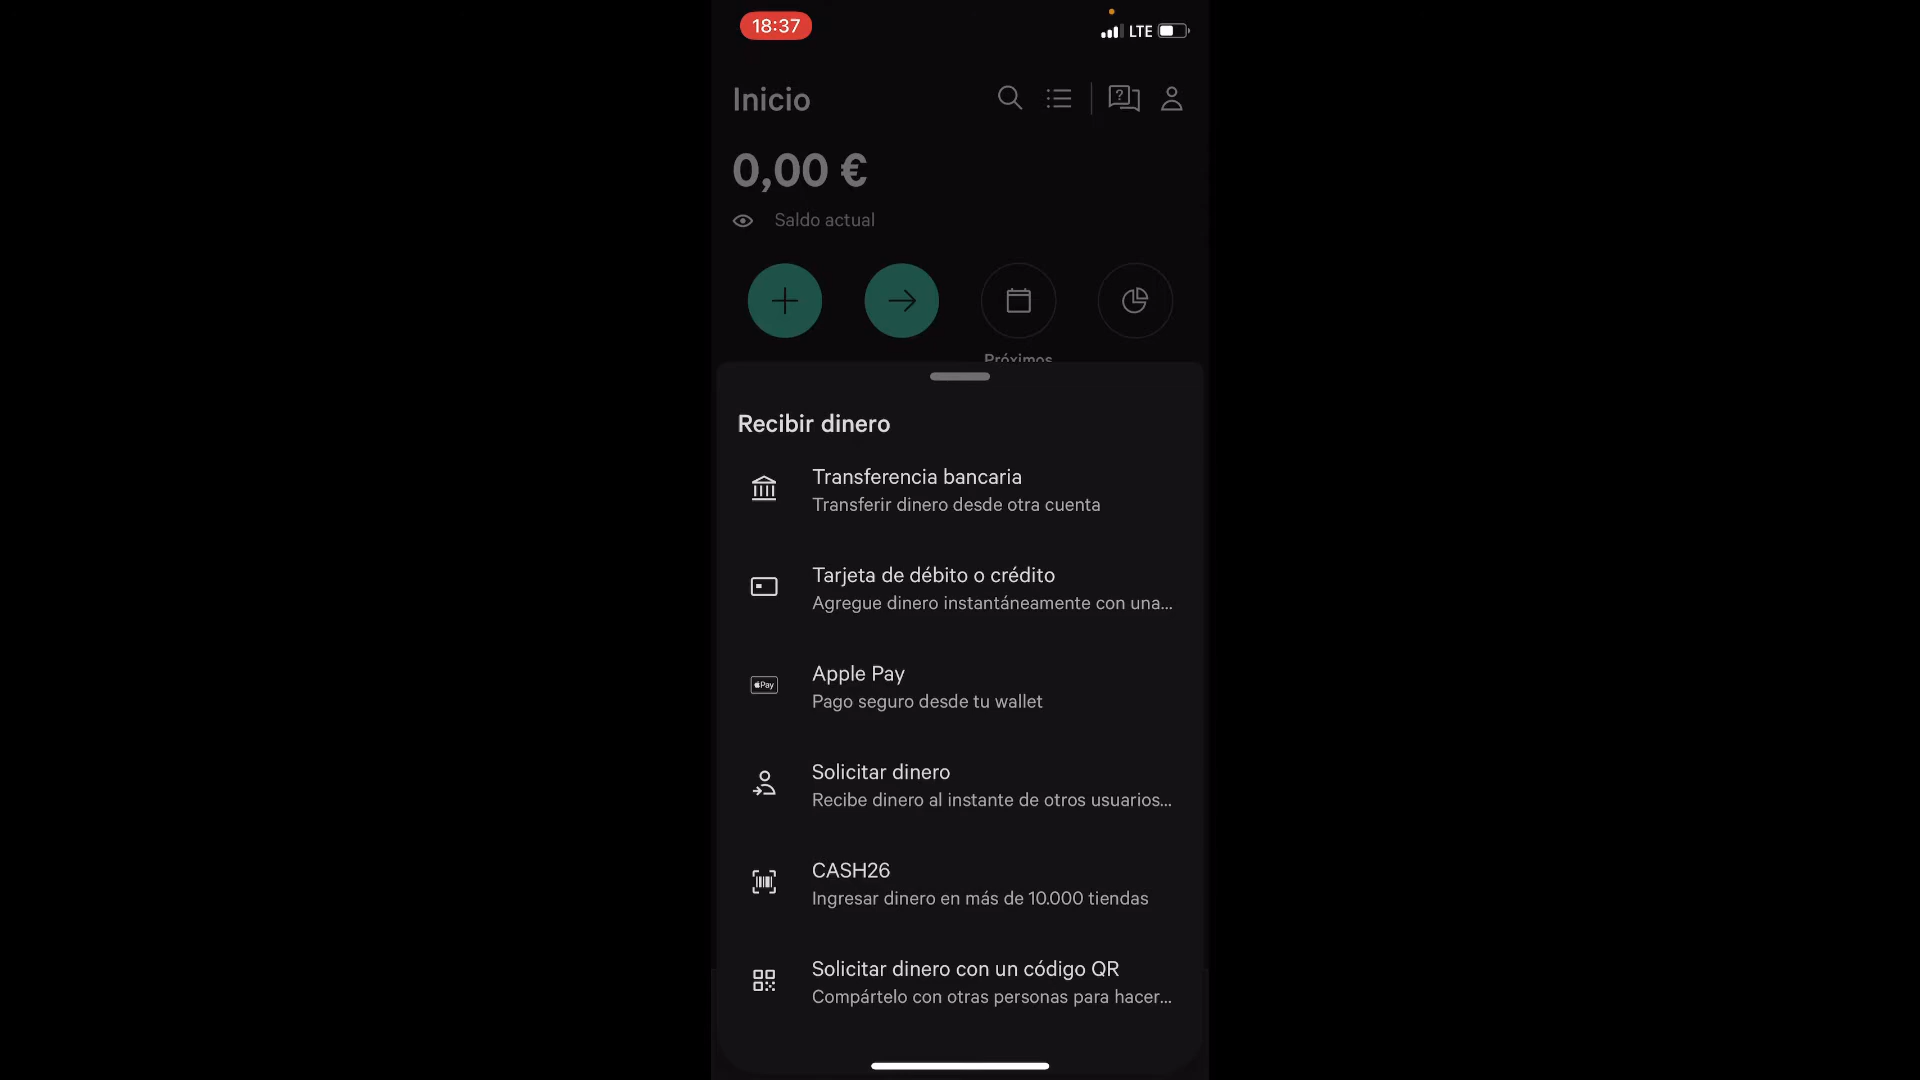 18:37
LTE
Inicio
0,00 €
Saldo actual
Próximos
Recibir dinero
Transferencia bancaria
Transferir dinero desde otra cuenta
Tarjeta de débito o crédito
Agregue dinero instantáneamente con una...
Apple Pay
Pay
Pago seguro desde tu wallet
Solicitar dinero
Recibe dinero al instante de otros usuarios...
CASH26
Ingresar dinero en más de 10.000 tiendas
Solicitar dinero con un código QR
Compártelo con otras personas para hacer...